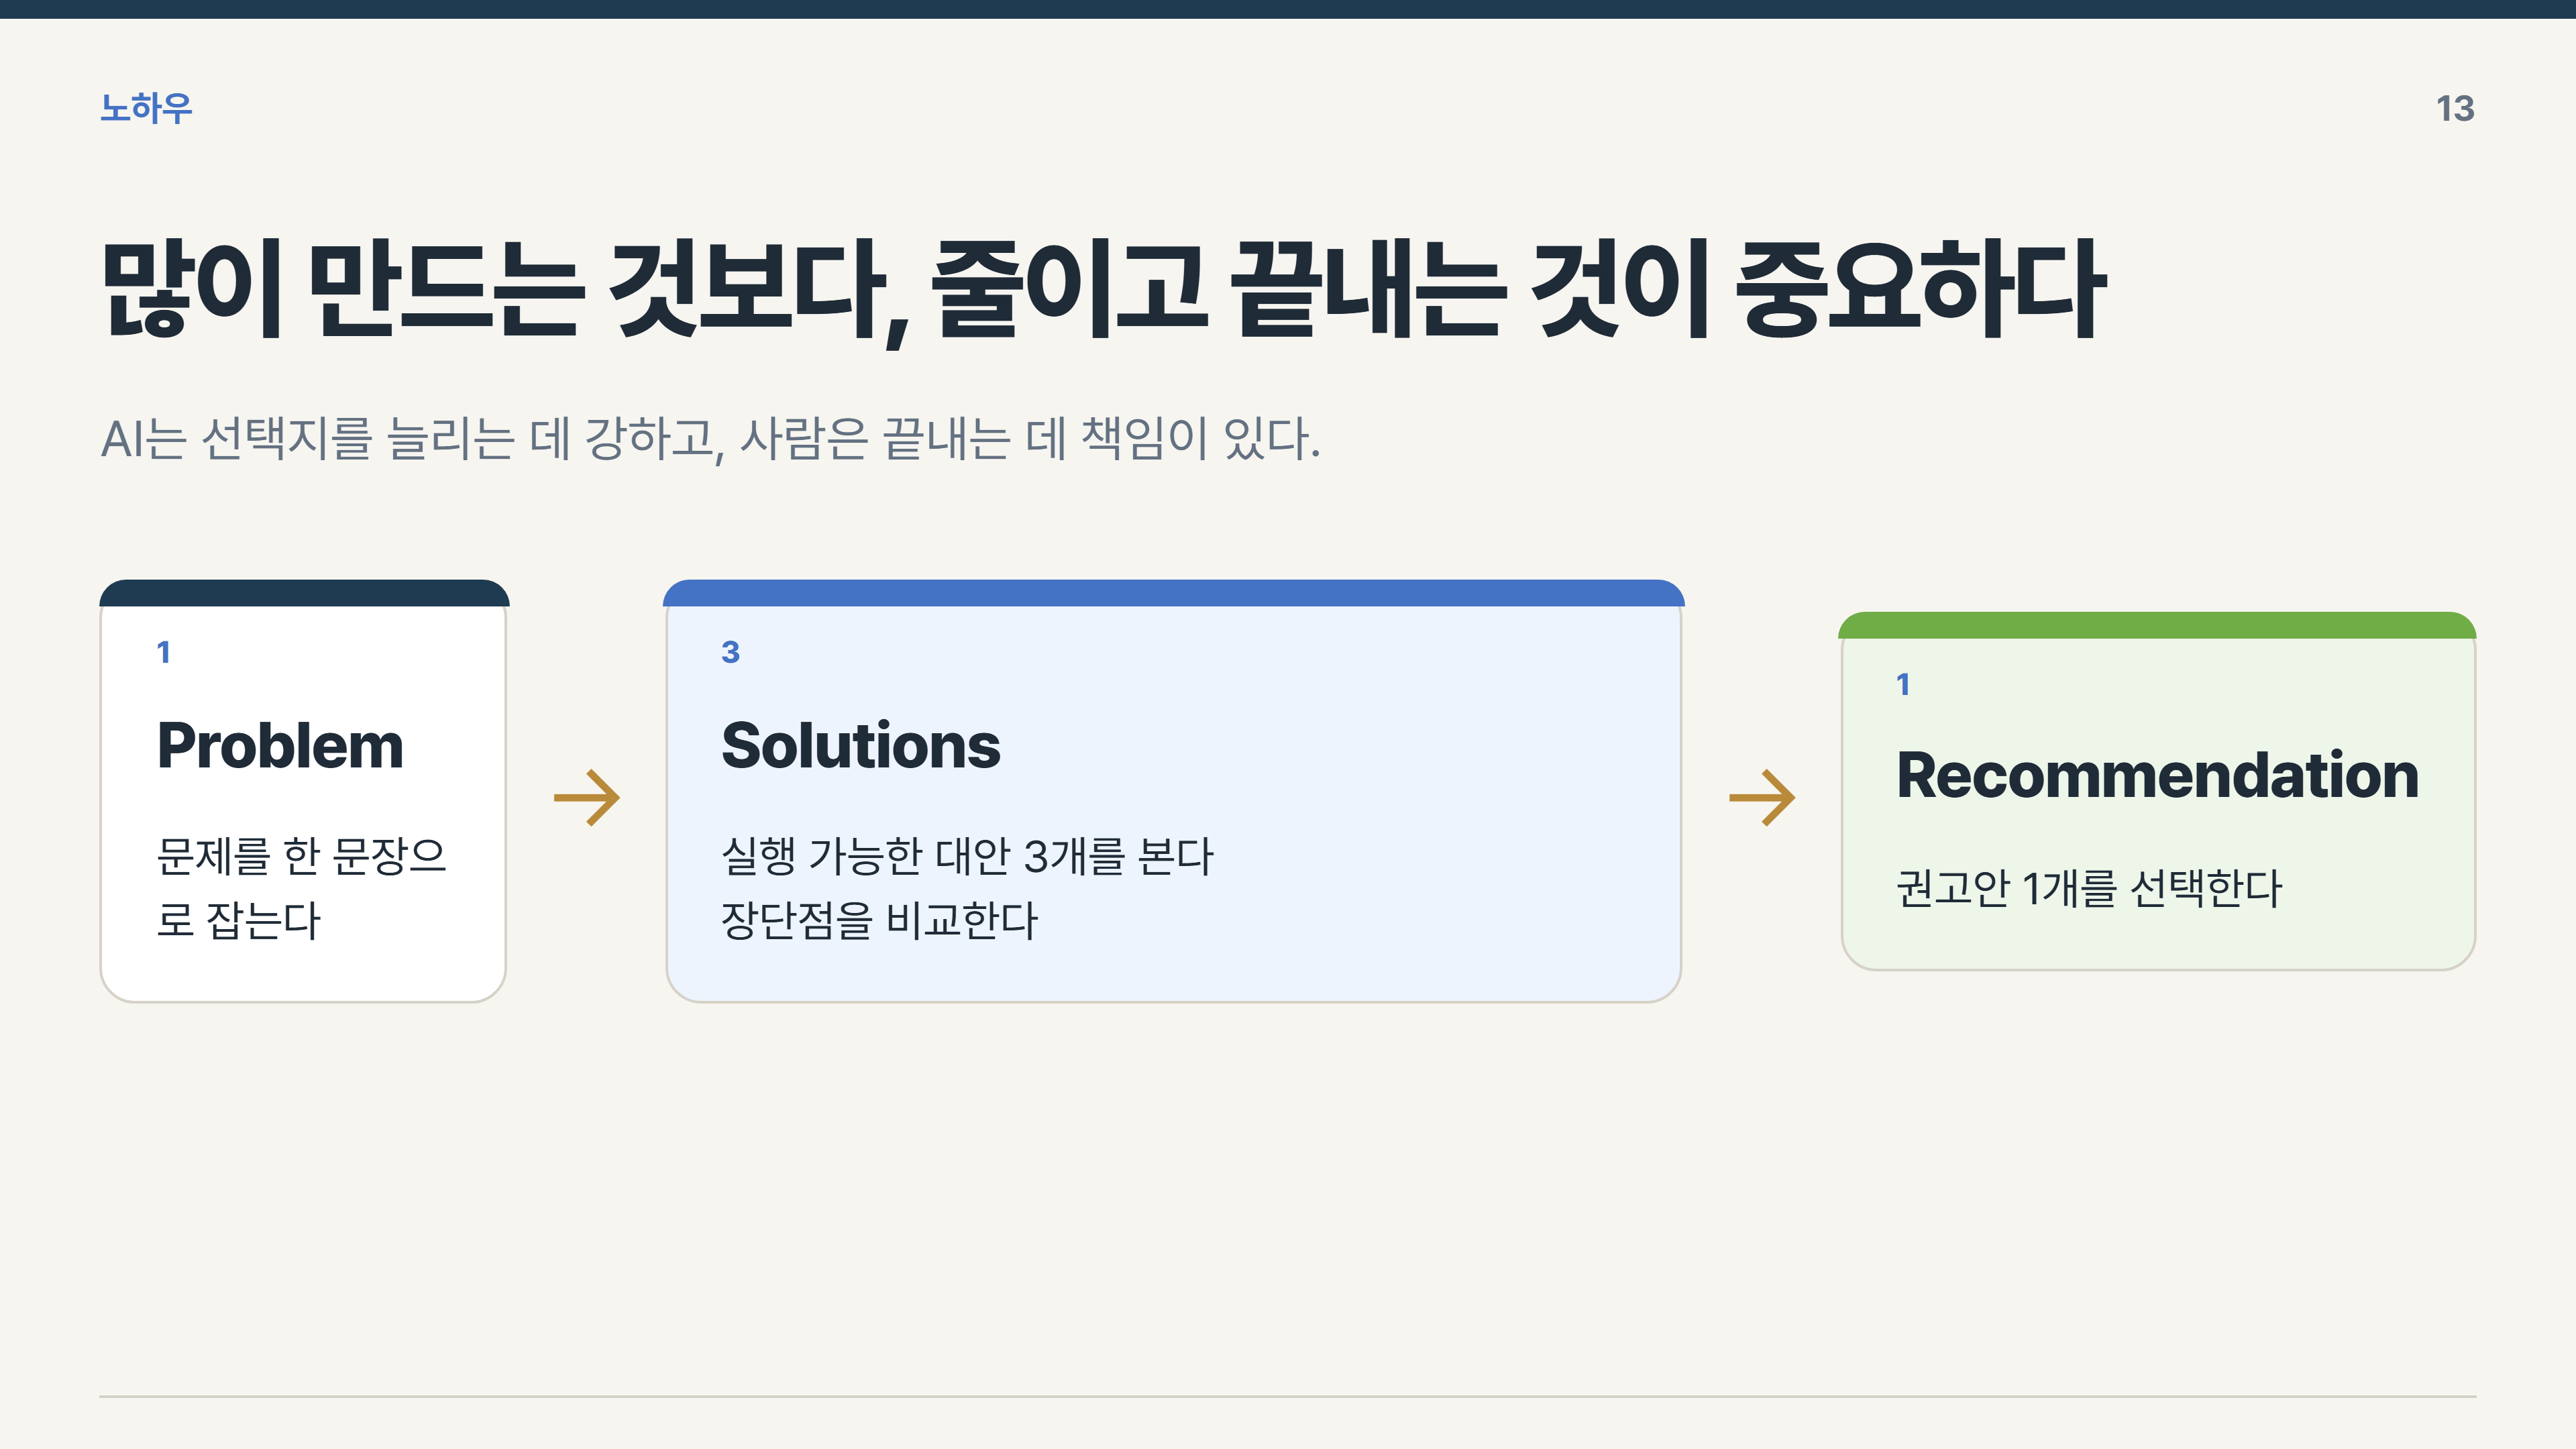 노하우
13
많이 만드는 것보다, 줄이고 끝내는 것이 중요하다
AI는 선택지를 늘리는 데 강하고, 사람은 끝내는 데 책임이 있다.
1
Problem
문제를 한 문장으
로 잡는다
3
Solutions
실행 가능한 대안 3개를 본다
장단점을 비교한다
1
Recommendation
권고안 1개를 선택한다